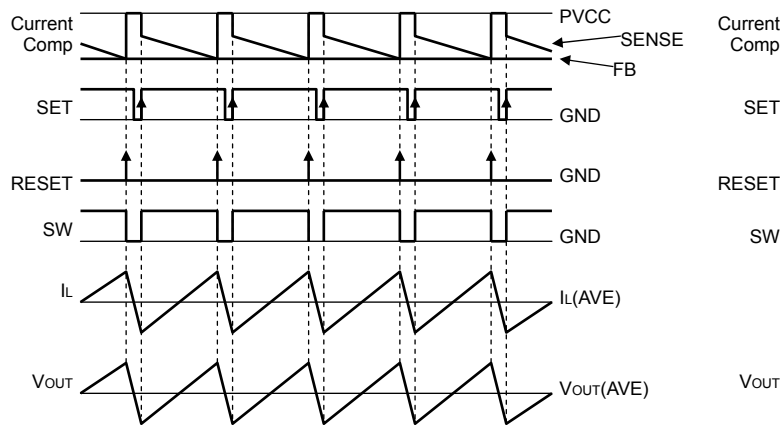 Current
Comp
PVCC
SENSE
FB
SET
GND
RESET
GND
SW
GND
IL
IL(AVE)
VOUT
VOUT(AVE)
Current
Comp
SET
RESET
SW
VOUT